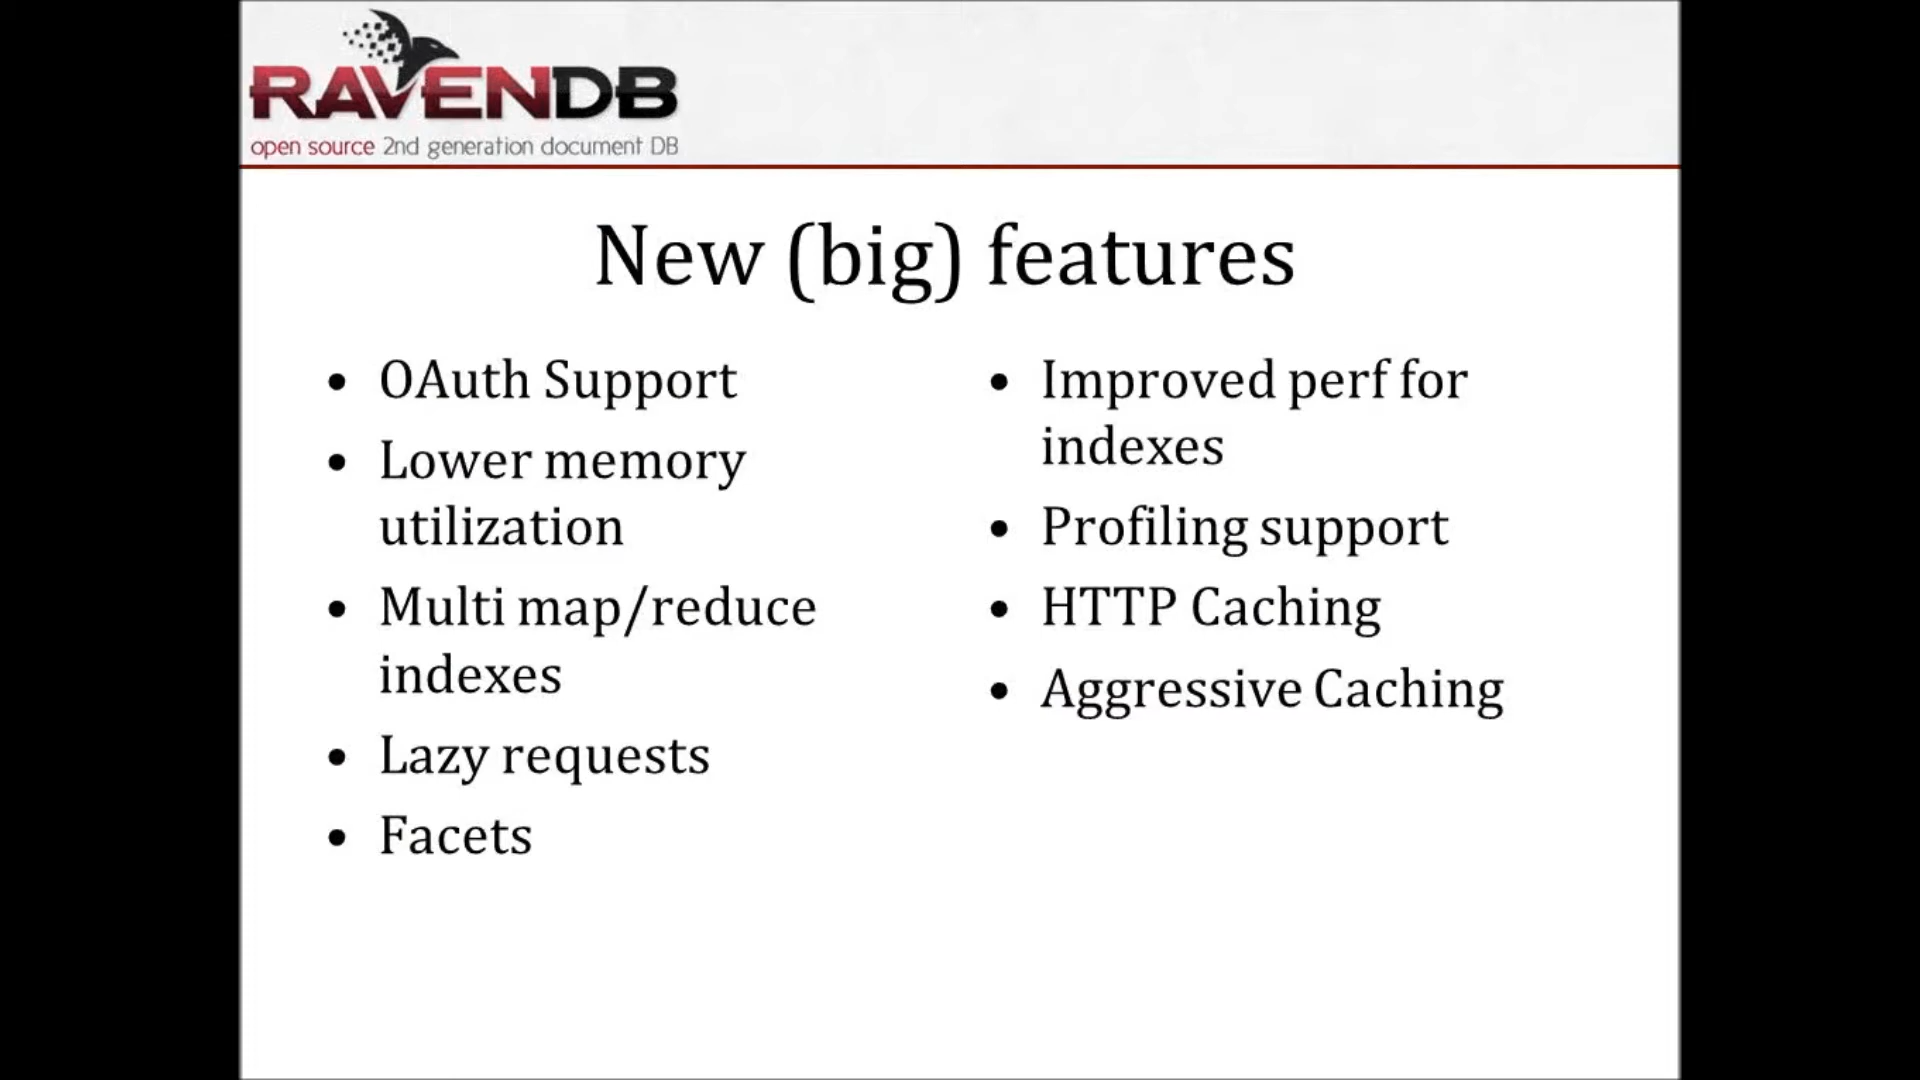 RAVENDB
open source 2nd generation document DB
New (big) features
• OAuth Support
• Lower memory
utilization
• Multi map/reduce
indexes
• Lazy requests
• Facets
• Improved perf for
indexes
• Profiling support
• HTTP Caching
• Aggressive Caching